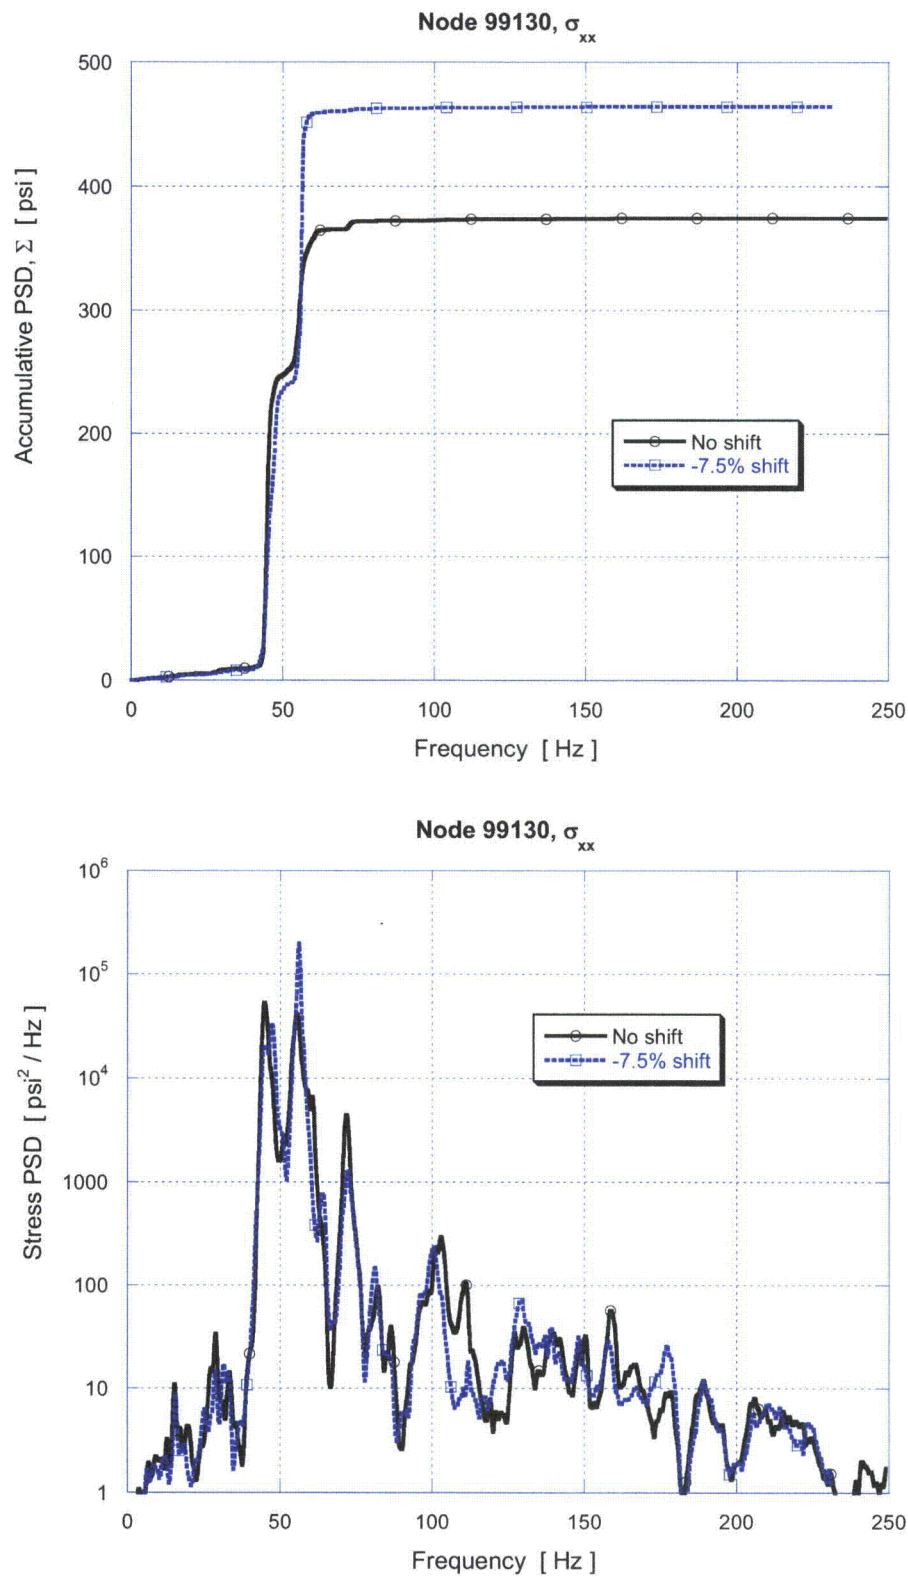 Node 99130, σxx
500
400
300
200
100
0
Accumulative PSD, Σ [ psi ]
No shift
-7.5% shift
0 50 100 150 200 250
Frequency [ Hz ]
Node 99130, σxx
10^6
10^5
10^4
1000
100
10
1
Stress PSD [ psi^2 / Hz ]
No shift
-7.5% shift
0 50 100 150 200 250
Frequency [ Hz ]